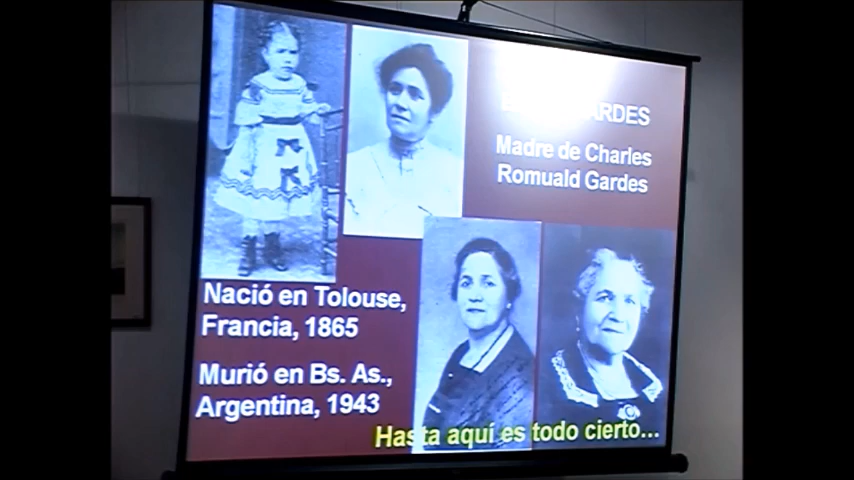 ARDES
Madre de Charles
Romuald Gardes
Nació en Tolouse,
Francia, 1865
Murió en Bs. As.,
Argentina, 1943
Hasta aquí es todo cierto...